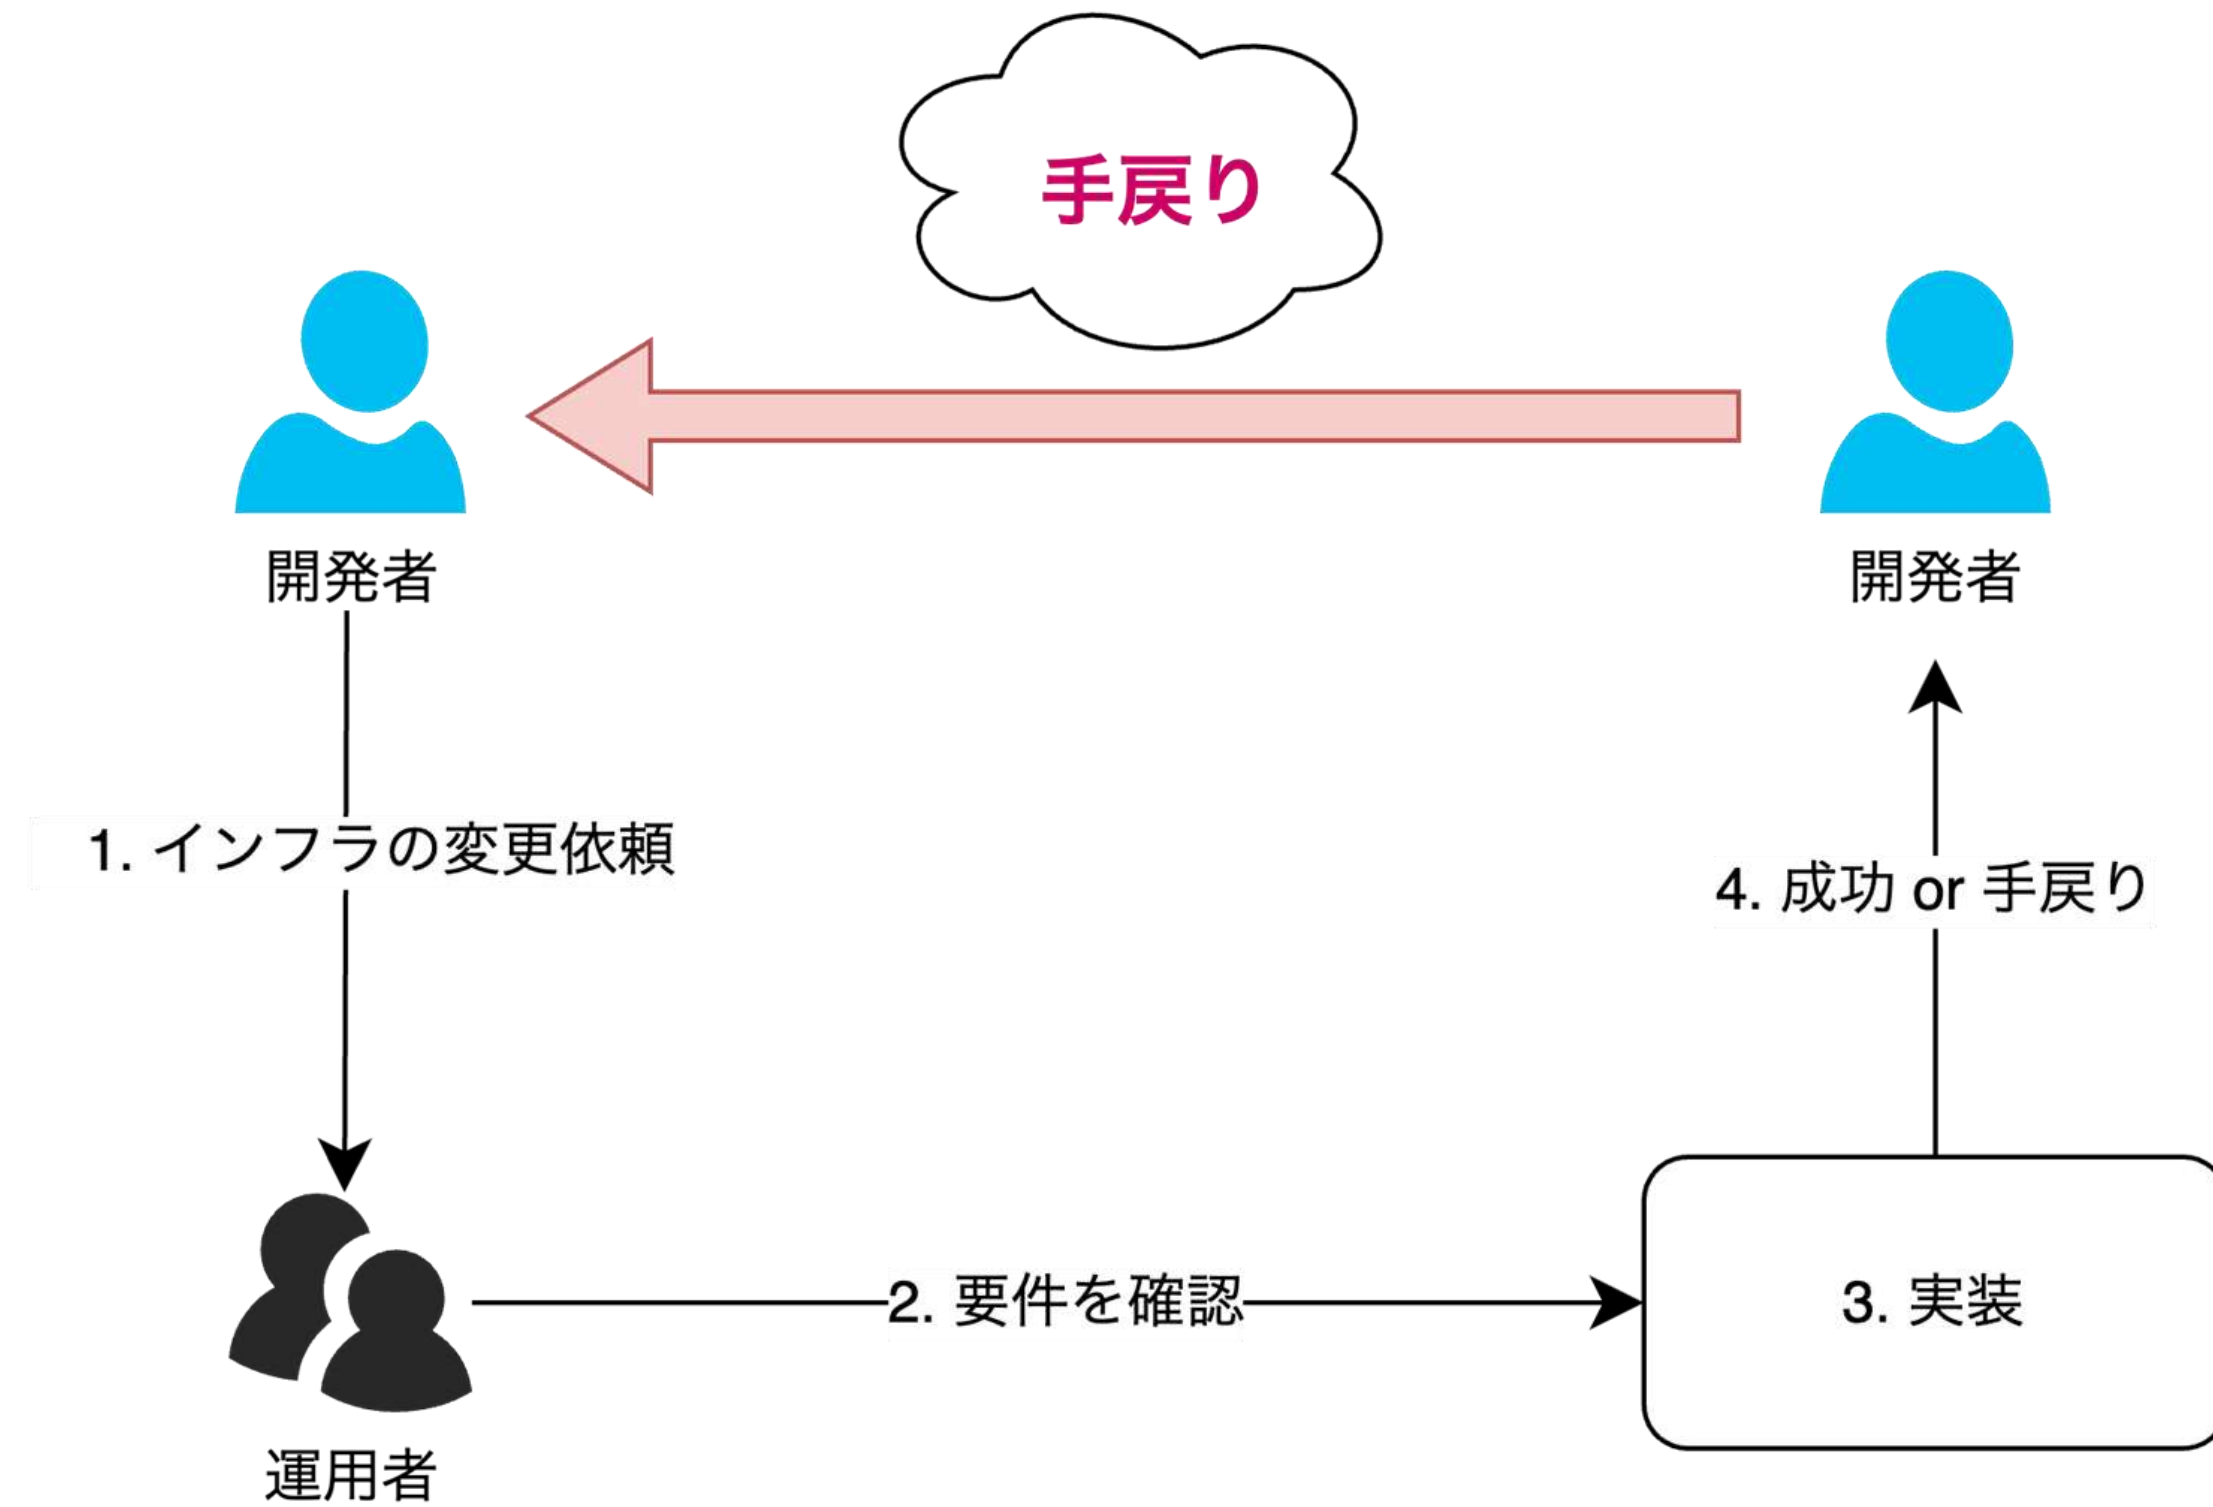 手戻り
開発者
開発者
1. インフラの変更依頼
4. 成功 or 手戻り
2. 要件を確認
3. 実装
運用者